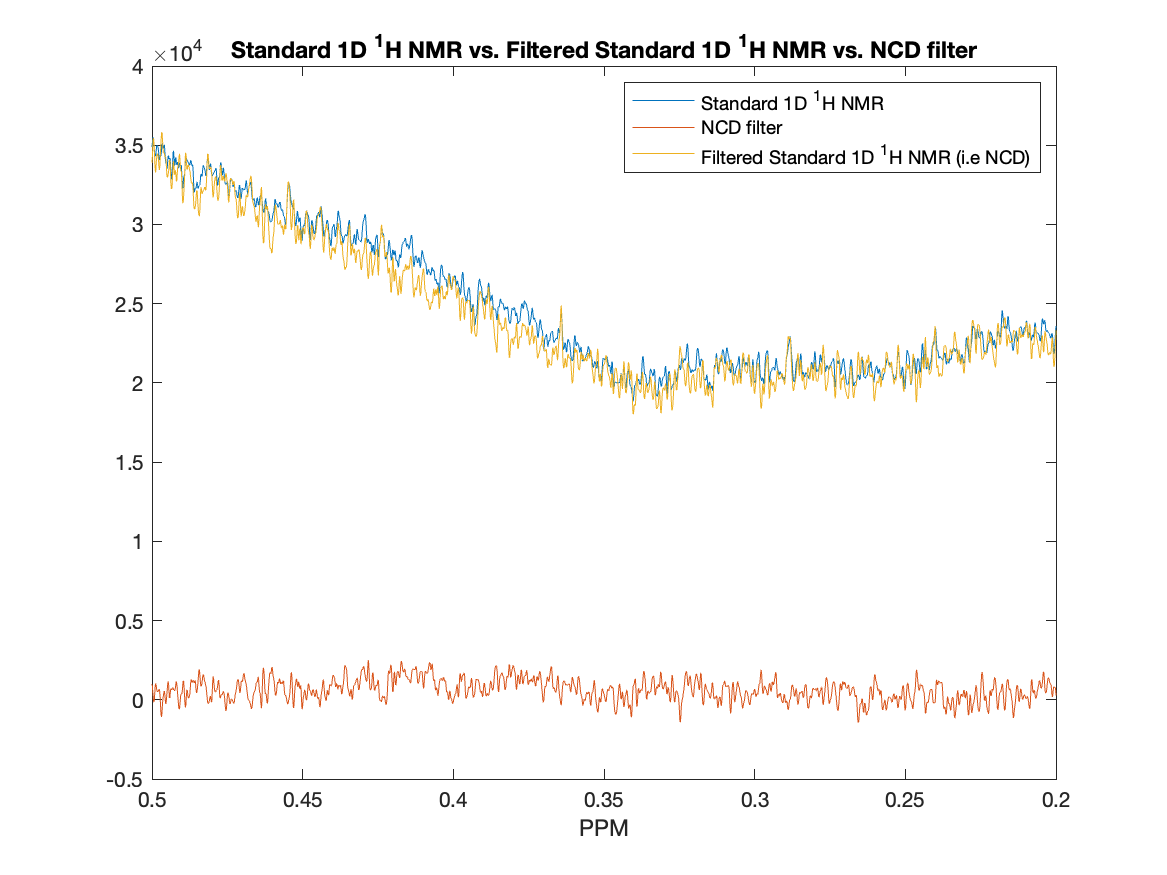 Standard 1D ¹H NMR vs. Filtered Standard 1D ¹H NMR vs. NCD filter
×10⁴
4
3.5
3
2.5
2
1.5
1
0.5
0
-0.5
Standard 1D ¹H NMR
NCD filter
Filtered Standard 1D ¹H NMR (i.e NCD)
0.5 0.45 0.4 0.35 0.3 0.25 0.2
PPM